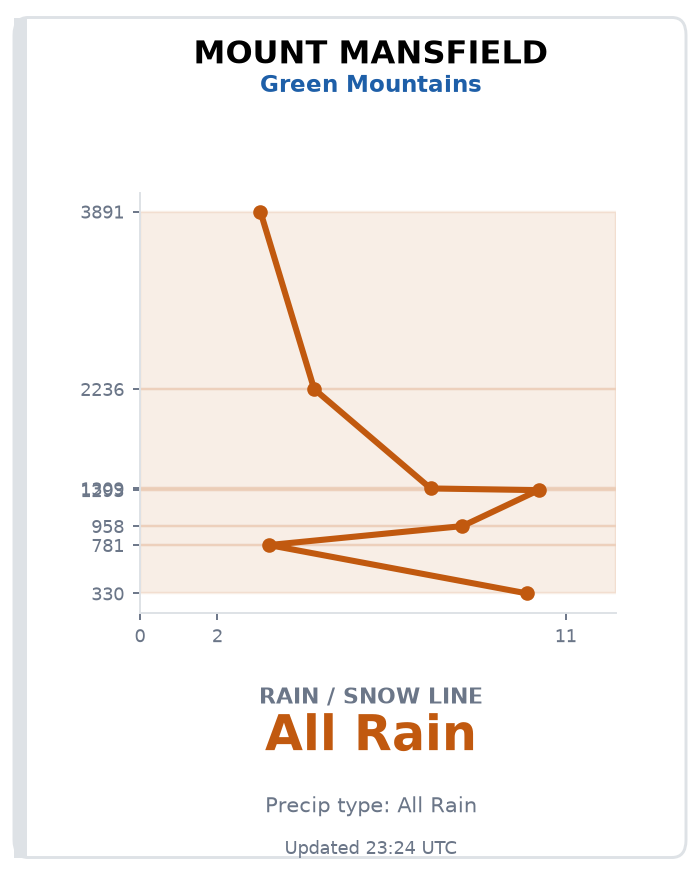 MOUNT MANSFIELD
Green Mountains
3891
2236
958
781
330
0 2 11
RAIN / SNOW LINE
All Rain
Precip type: All Rain
Updated 23:24 UTC